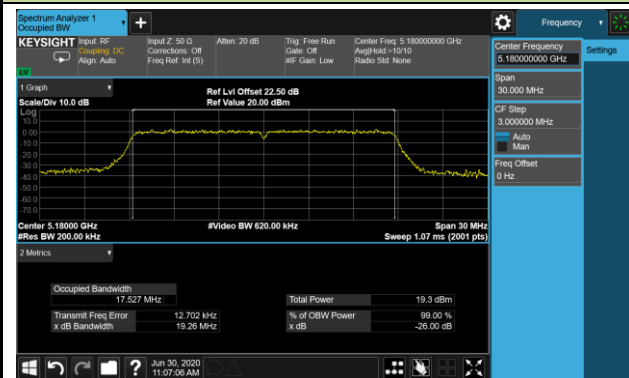 Spectrum Analyzer 1
Occupied BW
Frequency
KEYSIGHT
Input: RF
Coupling: DC
Align: Auto
Input Z: 50 Ω
Corrections: Off
Freq Ref: Int (S)
Atten: 20 dB
Trig: Free Run
Gate: Off
#IF Gain: Low
Center Freq: 5.180000000 GHz
Avg|Hold:>10/10
Radio Std: None
Center Frequency
5.180000000 GHz
Settings
Span
30.000 MHz
CF Step
3.000000 MHz
Auto
Man
Freq Offset
0 Hz
1 Graph
Scale/Div 10.0 dB
Ref Lvl Offset 22.50 dB
Ref Value 20.00 dBm
Log
10.0
0.00
-10.0
-20.0
-30.0
-40.0
-50.0
-60.0
-70.0
Center 5.18000 GHz
#Res BW 200.00 kHz
#Video BW 620.00 kHz
Span 30 MHz
Sweep 1.07 ms (2001 pts)
2 Metrics
Occupied Bandwidth
17.527 MHz
Total Power 19.3 dBm
Transmit Freq Error 12.702 kHz
% of OBW Power 99.00 %
x dB Bandwidth 19.26 MHz
x dB -26.00 dB
?
Jun 30, 2020
11:07:06 AM